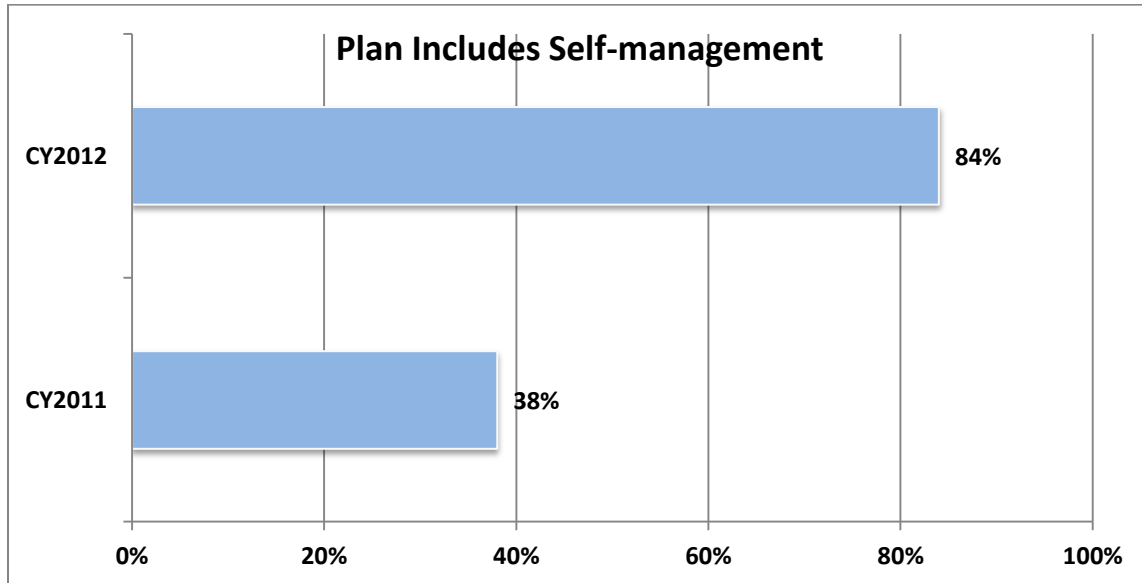 Plan Includes Self-management
CY2012
84%
CY2011
38%
0% 20% 40% 60% 80% 100%